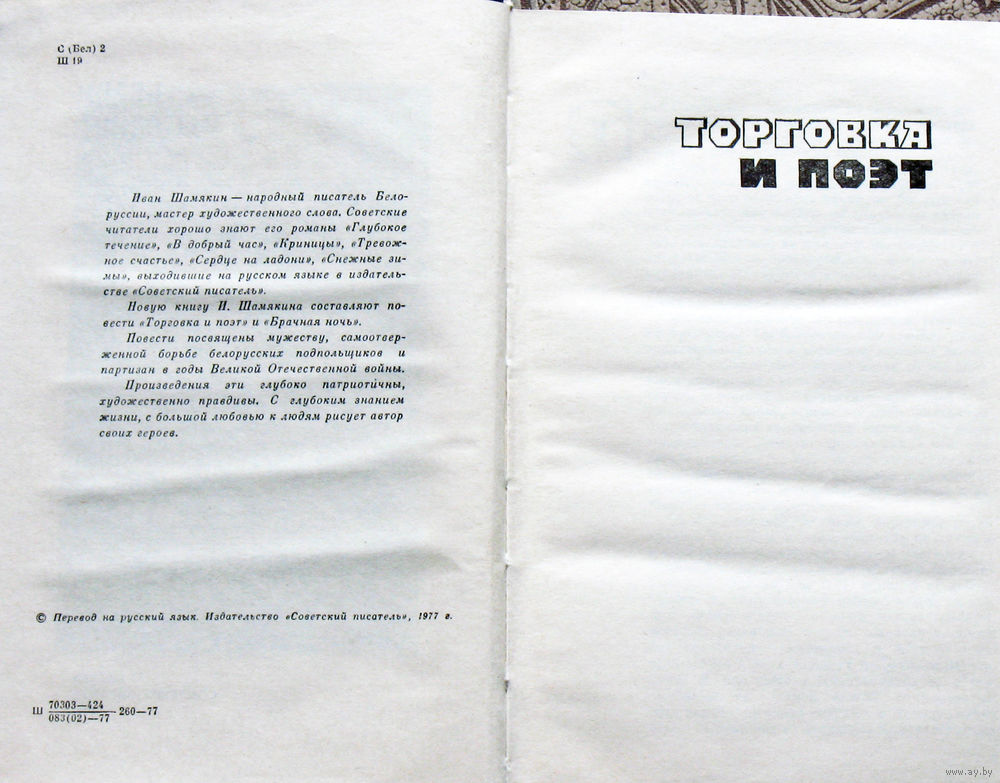 С (Бел) 2
Ш 19
Иван Шамякин — народный писатель Бело-
руссии, мастер художественного слова. Советские
читатели хорошо знают его романы «Глубокое
течение», «В добрый час», «Криницы», «Тревож-
ное счастье», «Сердце на ладони», «Снежные зи-
мы», выходившие на русском языке в издатель-
стве «Советский писатель».
Новую книгу И. Шамякина составляют по-
вести «Торговка и поэт» и «Брачная ночь».
Повести посвящены мужеству, самоотвер-
женной борьбе белорусских подпольщиков и
партизан в годы Великой Отечественной войны.
Произведения эти глубоко патриотичны,
художественно правдивы. С глубоким знанием
жизни, с большой любовью к людям рисует автор
своих героев.
© Перевод на русский язык. Издательство «Советский писатель», 1977 г.
Ш 70303—424
083(02)—77 260—77
ТОРГОВКА
И ПОЭТ
www.ay.by